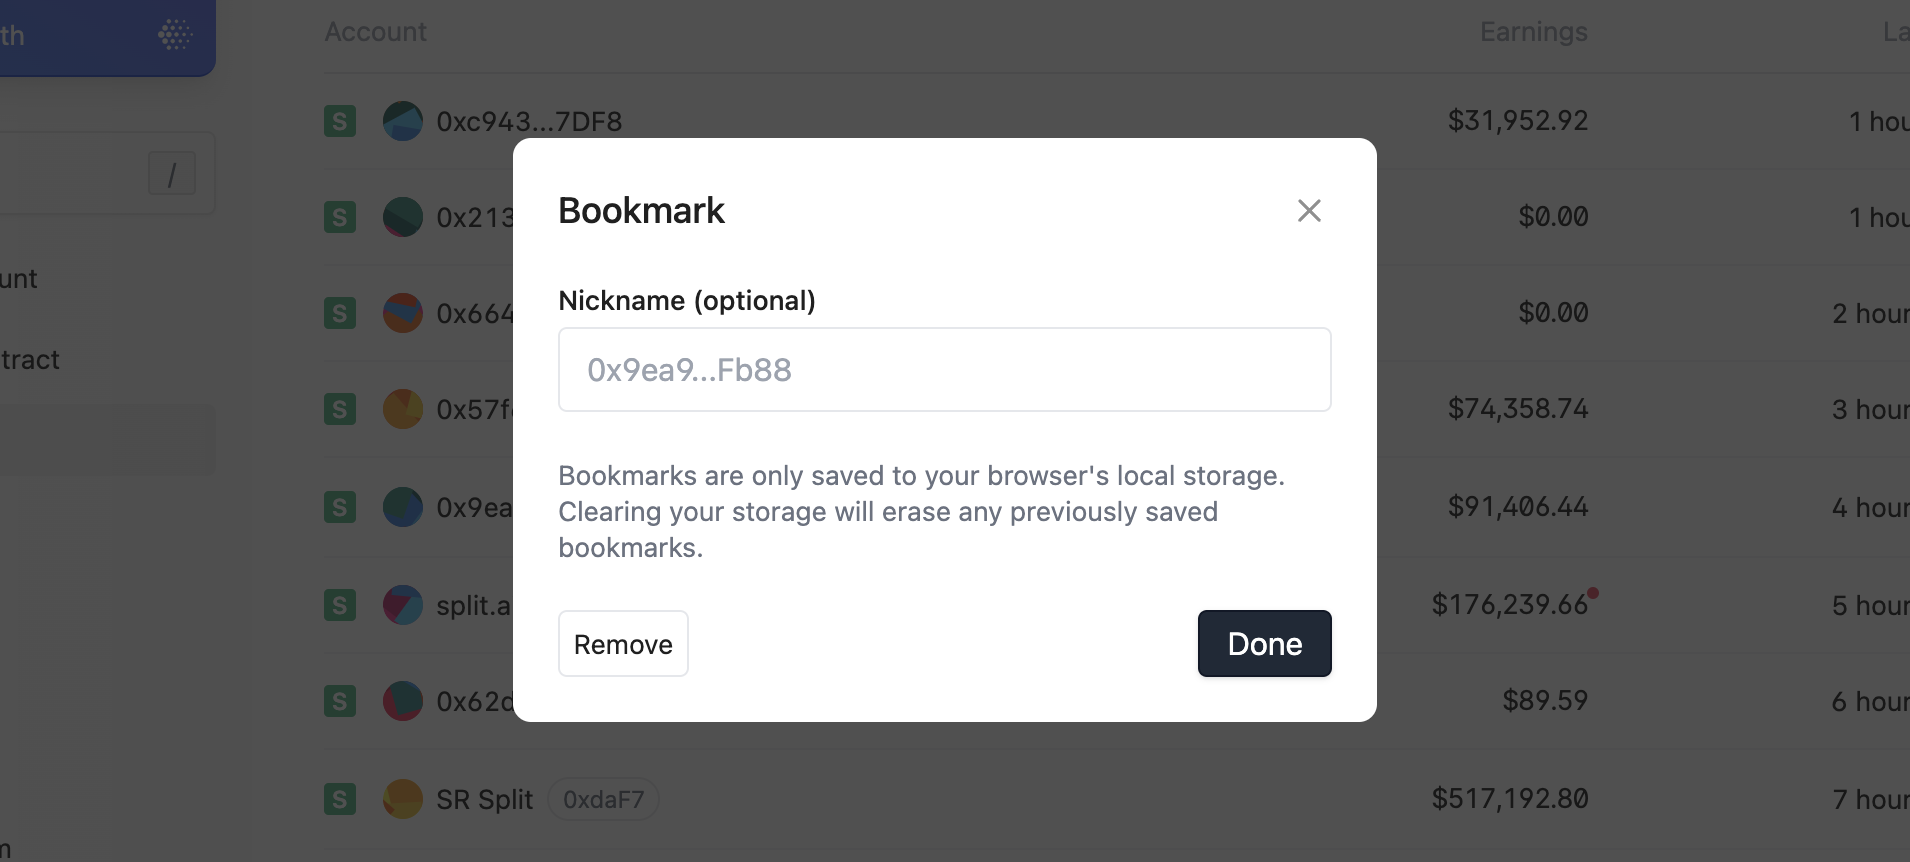 th
Account Earnings La
S 0xc943...7DF8 $31,952.92 1 hou
/
S 0x213 $0.00 1 hou
unt
S 0x664 $0.00 2 hour
tract
S 0x57f $74,358.74 3 hour
S 0x9ea $91,406.44 4 hour
S split.a $176,239.66 5 hour
S 0x62d $89.59 6 hour
S SR Split 0xdaF7 $517,192.80 7 hour
m
Bookmark
Nickname (optional)
0x9ea9...Fb88
Bookmarks are only saved to your browser's local storage.
Clearing your storage will erase any previously saved
bookmarks.
Remove Done